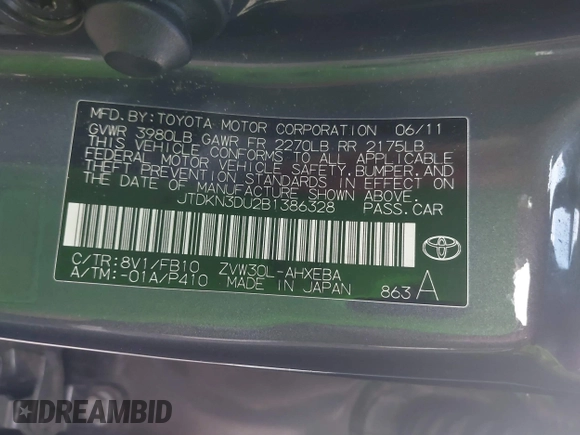 MFD. BY: TOYOTA MOTOR CORPORATION 06/11
GVWR 3980LB GAWR FR 2270LB RR 2175LB
THIS VEHICLE CONFORMS TO ALL APPLICABLE
FEDERAL MOTOR VEHICLE SAFETY, BUMPER, AND
THEFT PREVENTION STANDARDS IN EFFECT ON
THE DATE OF MANUFACTURE SHOWN ABOVE.
JTDKN3DU2B1386328 PASS. CAR
C/TR: 8V1/FB10 ZVW30L-AHXEBA
A/TM: -01A/P410 MADE IN JAPAN 863 A
TOYOTA
DREAMBID